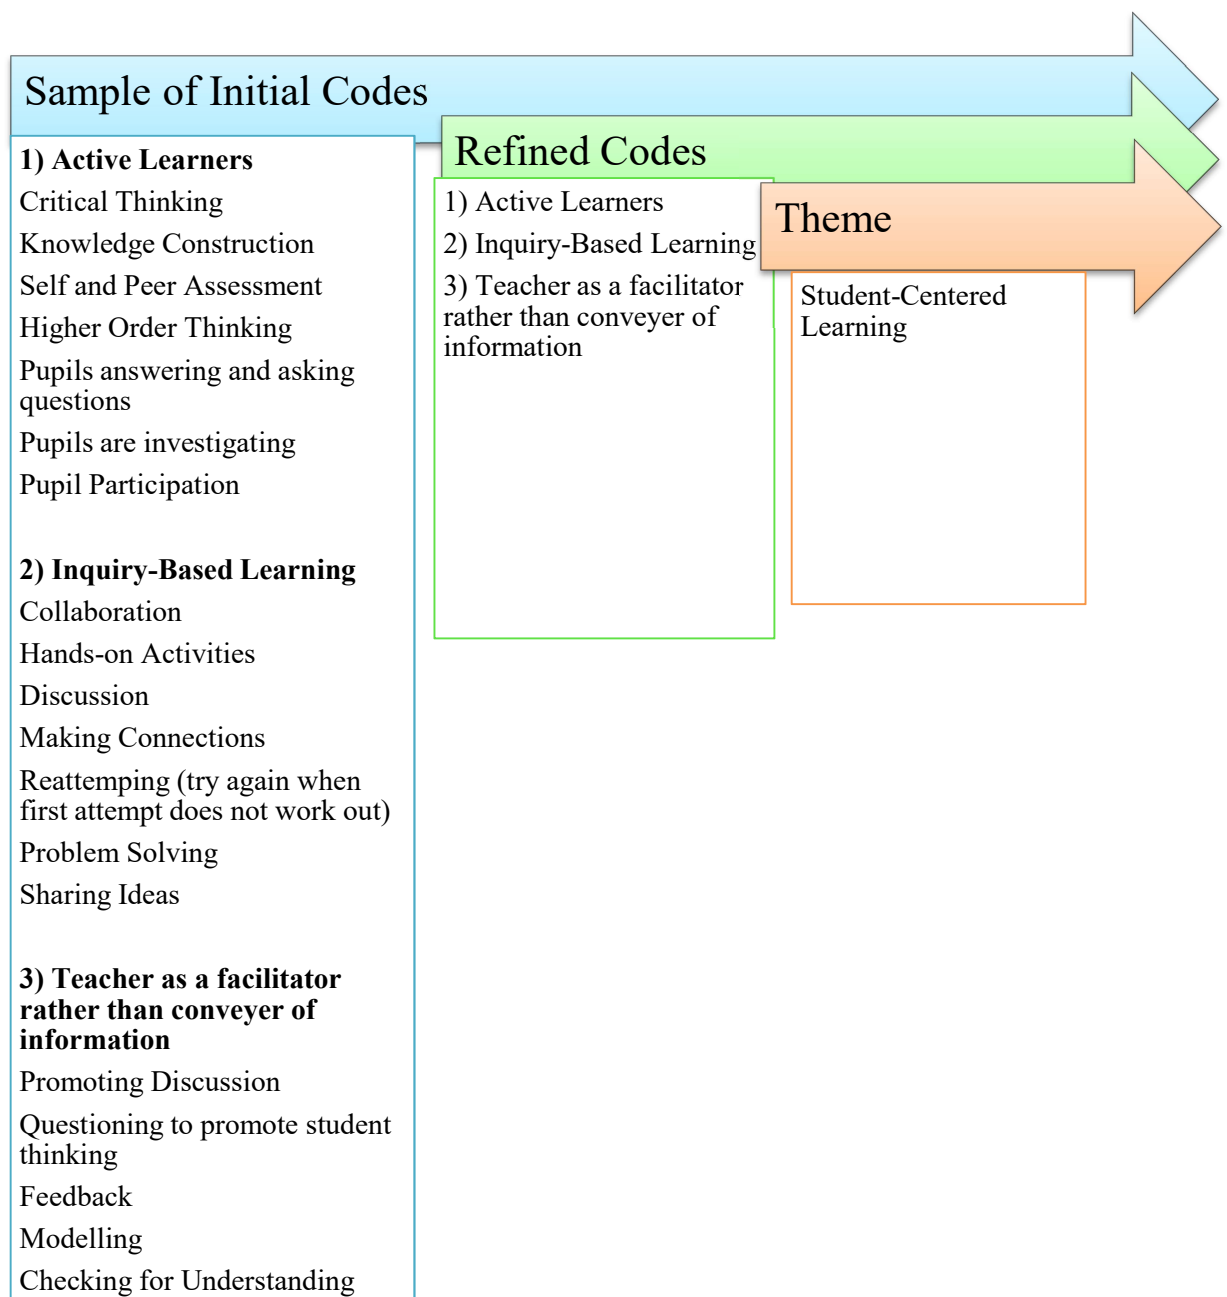 Sample of Initial Codes
1) Active Learners
Critical Thinking
Knowledge Construction
Self and Peer Assessment
Higher Order Thinking
Pupils answering and asking
questions
Pupils are investigating
Pupil Participation
2) Inquiry-Based Learning
Collaboration
Hands-on Activities
Discussion
Making Connections
Reattemping (try again when
first attempt does not work out)
Problem Solving
Sharing Ideas
3) Teacher as a facilitator
rather than conveyer of
information
Promoting Discussion
Questioning to promote student
thinking
Feedback
Modelling
Checking for Understanding
Refined Codes
1) Active Learners
2) Inquiry-Based Learning
3) Teacher as a facilitator
rather than conveyer of
information
Theme
Student-Centered
Learning